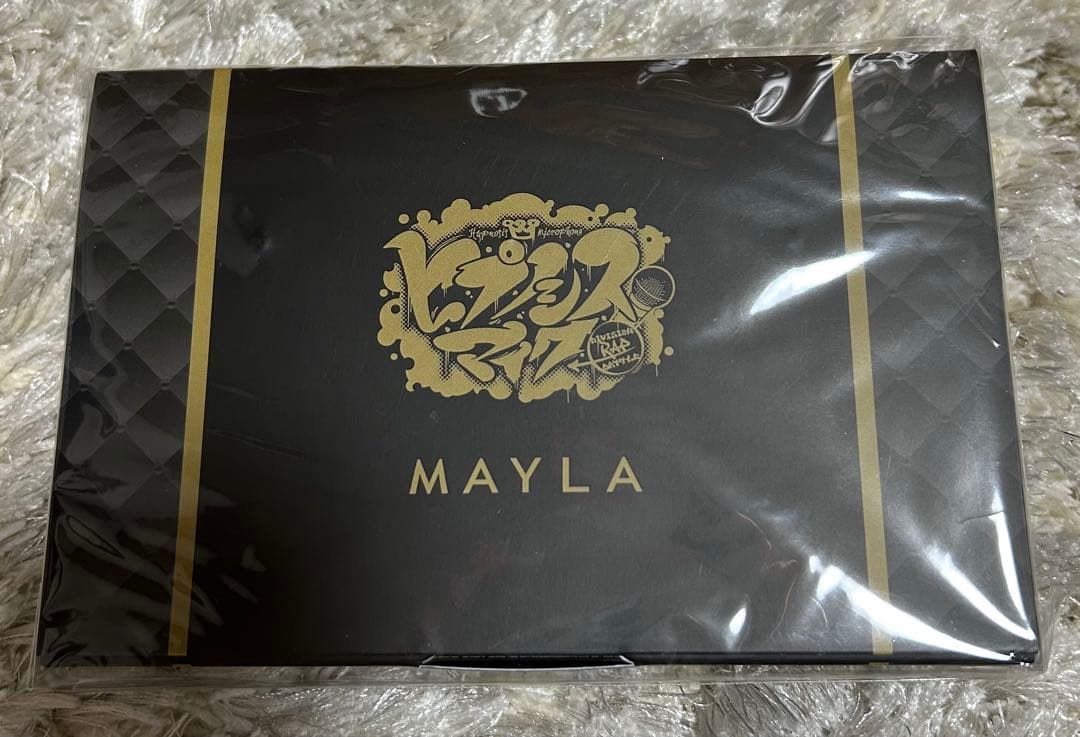 Hypnosis Microphone
ヒプノシス
マイク
DIVISION
RAP
BATTLE
MAYLA